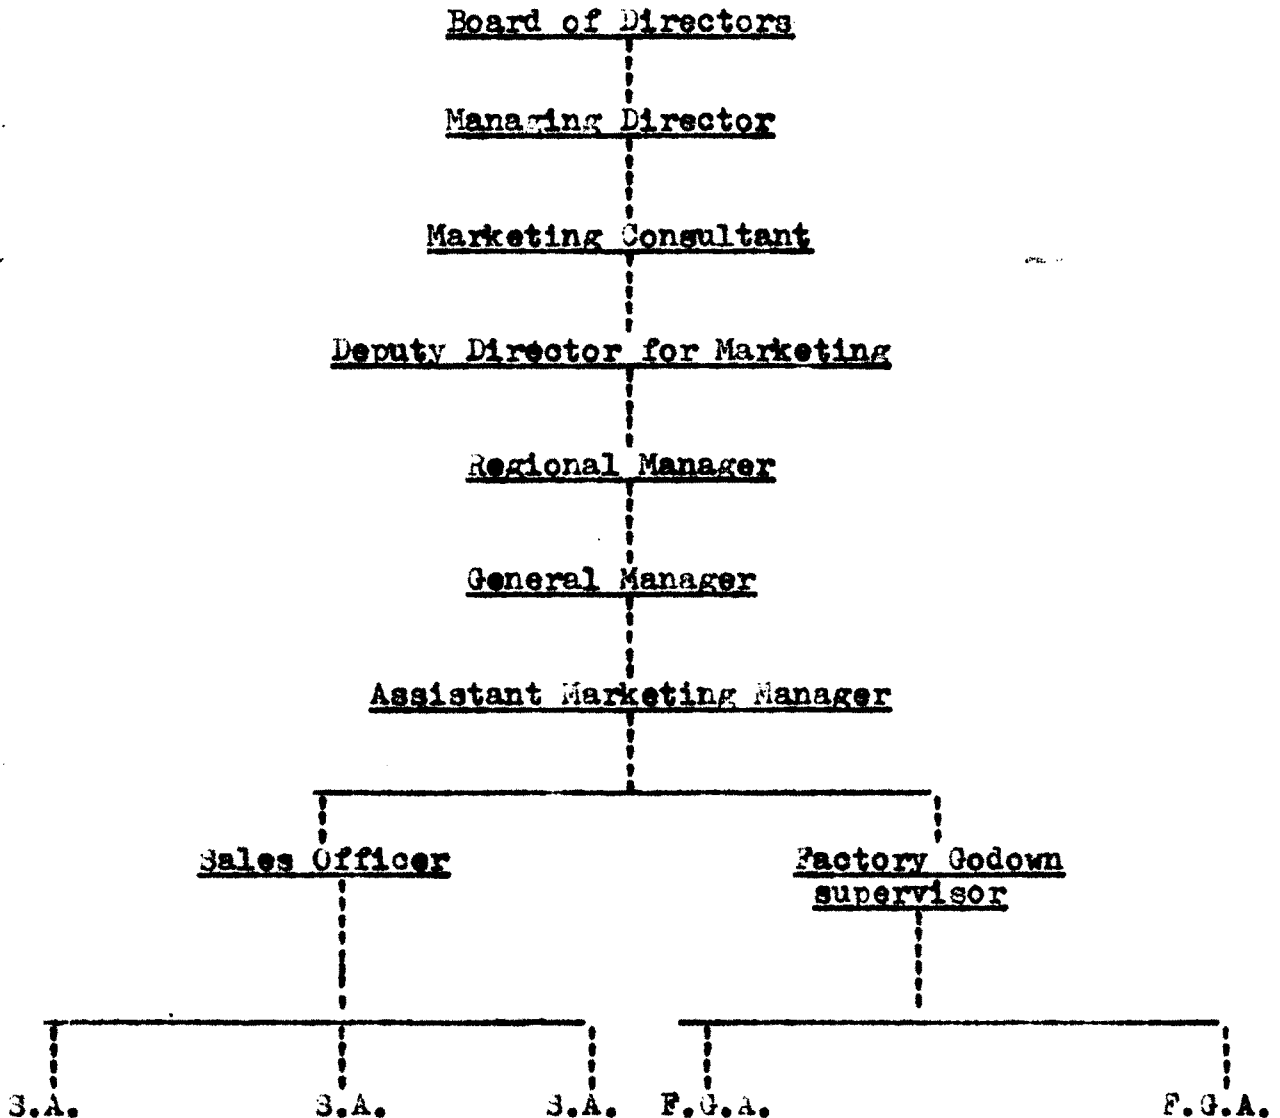 Board of Directors
Managing Director
Marketing Consultant
Deputy Director for Marketing
Regional Manager
General Manager
Assistant Marketing Manager
Sales Officer Factory Godown
supervisor
S.A. S.A. S.A. F.G.A. F.G.A.